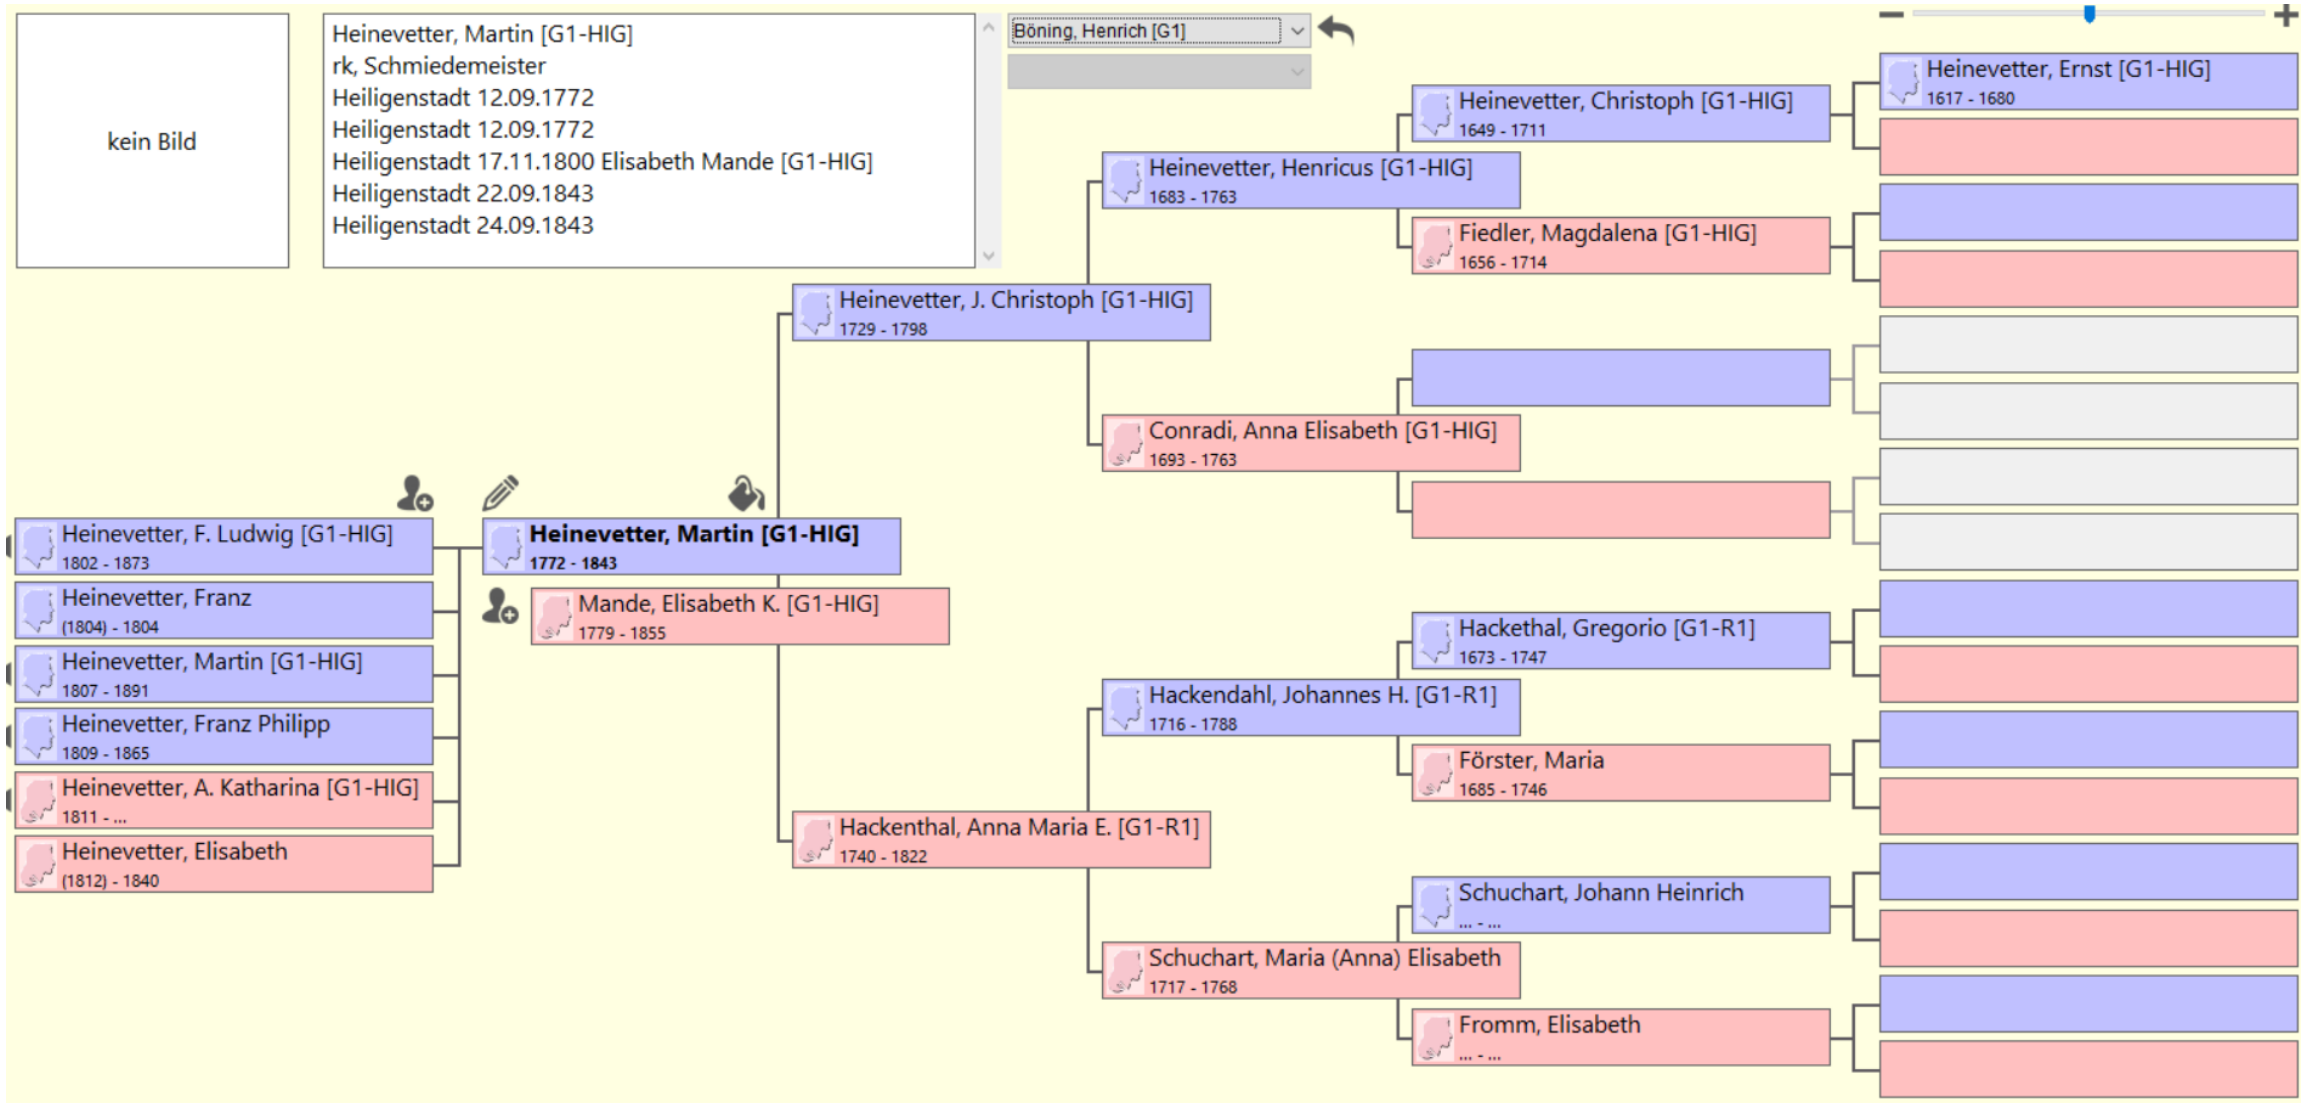 kein Bild
Heinevetter, Martin [G1-HIG]
rk, Schmiedemeister
Heiligenstadt 12.09.1772
Heiligenstadt 12.09.1772
Heiligenstadt 17.11.1800 Elisabeth Mande [G1-HIG]
Heiligenstadt 22.09.1843
Heiligenstadt 24.09.1843
Böning, Henrich [G1]
Heinevetter, F. Ludwig [G1-HIG]
1802 - 1873
Heinevetter, Franz
(1804) - 1804
Heinevetter, Martin [G1-HIG]
1807 - 1891
Heinevetter, Franz Philipp
1809 - 1865
Heinevetter, A. Katharina [G1-HIG]
1811 - ...
Heinevetter, Elisabeth
(1812) - 1840
Heinevetter, Martin [G1-HIG]
1772 - 1843
Mande, Elisabeth K. [G1-HIG]
1779 - 1855
Heinevetter, J. Christoph [G1-HIG]
1729 - 1798
Hackenthal, Anna Maria E. [G1-R1]
1740 - 1822
Heinevetter, Henricus [G1-HIG]
1683 - 1763
Conradi, Anna Elisabeth [G1-HIG]
1693 - 1763
Hackendahl, Johannes H. [G1-R1]
1716 - 1788
Schuchart, Maria (Anna) Elisabeth
1717 - 1768
Heinevetter, Christoph [G1-HIG]
1649 - 1711
Fiedler, Magdalena [G1-HIG]
1656 - 1714
Hackethal, Gregorio [G1-R1]
1673 - 1747
Förster, Maria
1685 - 1746
Schuchart, Johann Heinrich
... - ...
Fromm, Elisabeth
... - ...
Heinevetter, Ernst [G1-HIG]
1617 - 1680